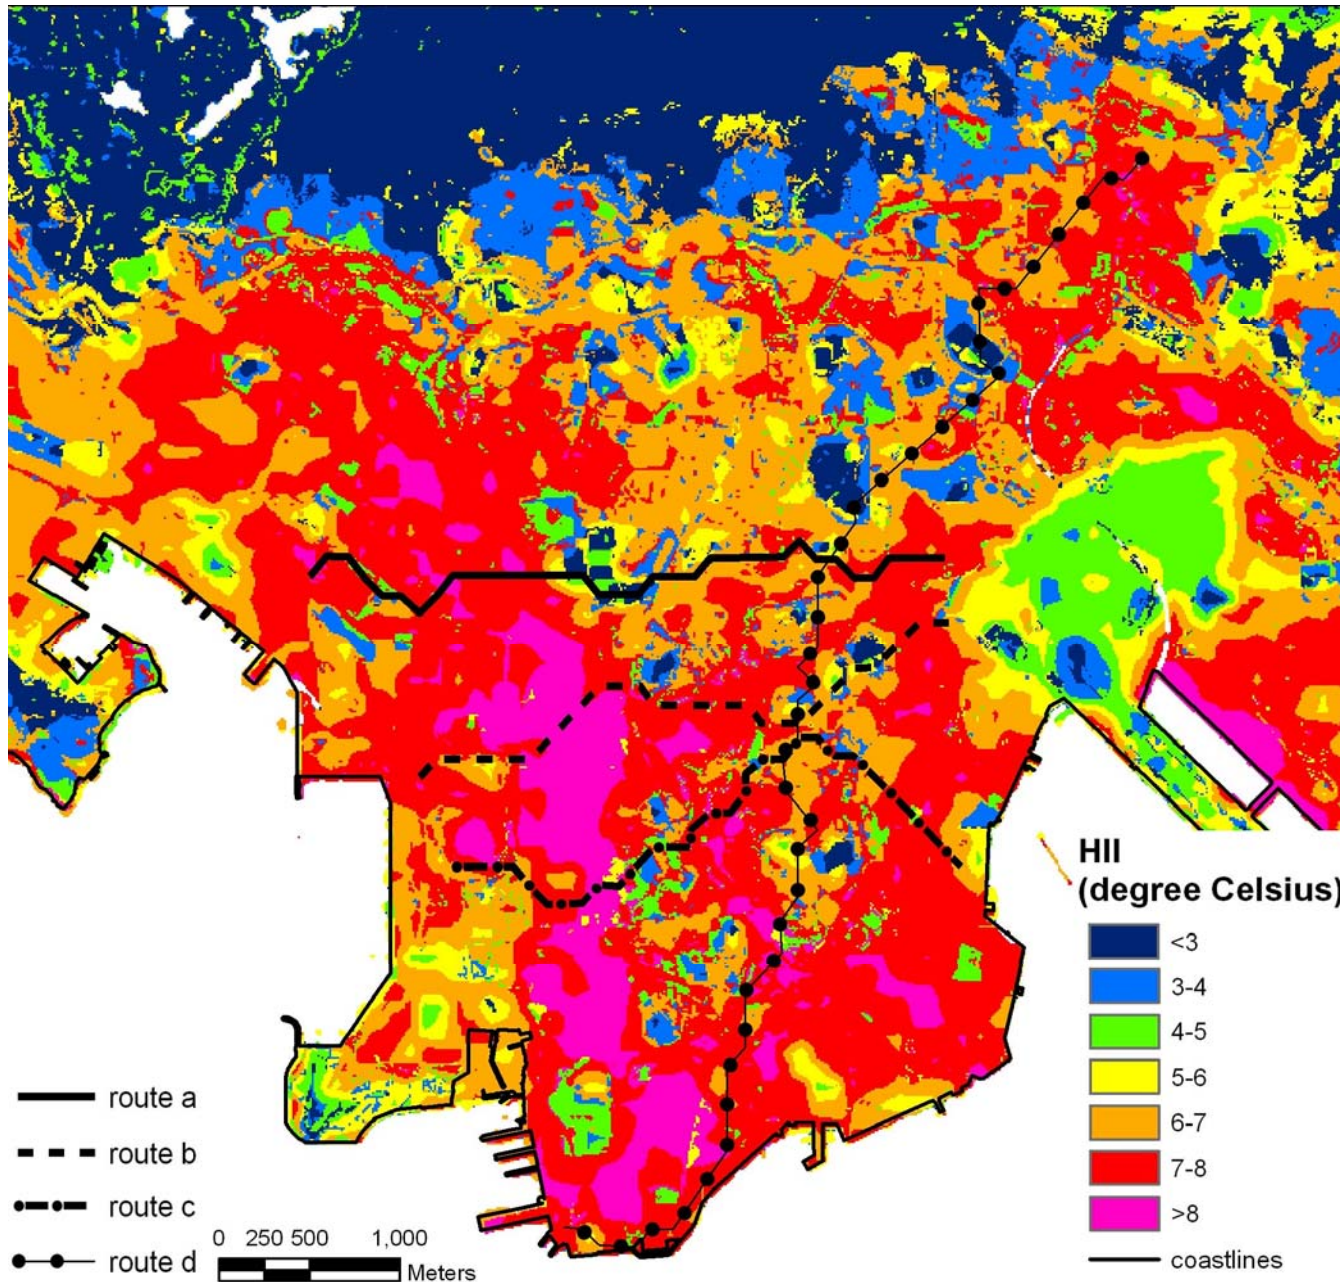 HII
(degree Celsius)
<3
3-4
4-5
5-6
6-7
7-8
>8
coastlines
route a
route b
route c
route d
0 250 500 1,000
Meters